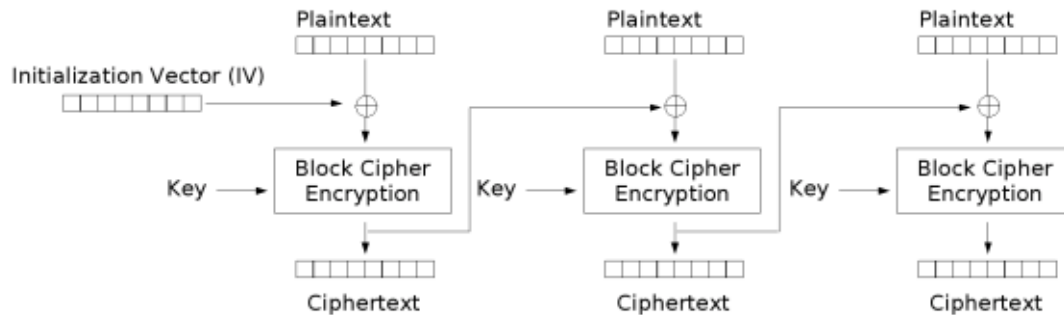 Plaintext
Plaintext
Plaintext
Initialization Vector (IV)
Key
Block Cipher
Encryption
Key
Block Cipher
Encryption
Key
Block Cipher
Encryption
Ciphertext
Ciphertext
Ciphertext